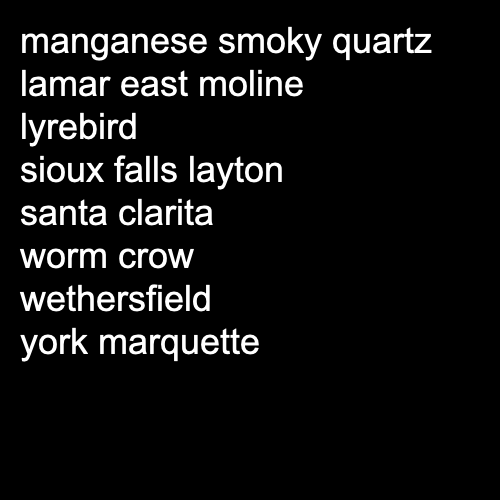 manganese smoky quartz
lamar east moline
lyrebird
sioux falls layton
santa clarita
worm crow
wethersfield
york marquette